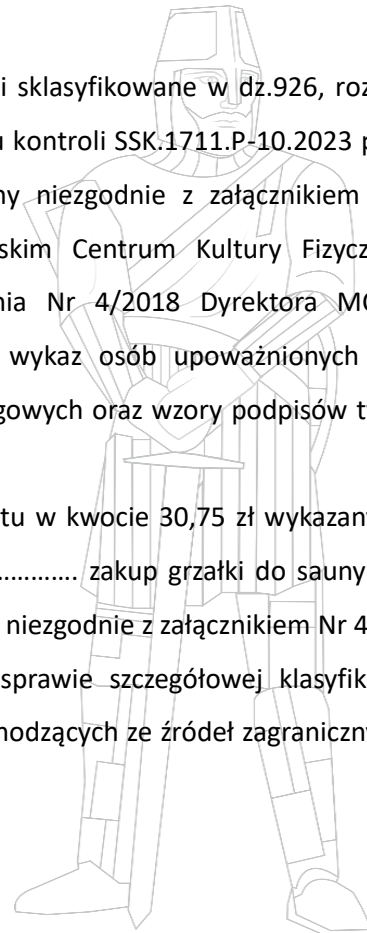 i sklasyfikowane w dz.926, roz
u kontroli SSK.1711.P-10.2023 p
ny niezgodnie z załącznikiem
skim Centrum Kultury Fizycz
nia Nr 4/2018 Dyrektora MO
wykaz osób upoważnionych
gowych oraz wzory podpisów t
tu w kwocie 30,75 zł wykazan
………… zakup grzałki do sauny
niezgodnie z załącznikiem Nr 4
sprawie szczegółowej klasyfik
hodzących ze źródeł zagraniczny